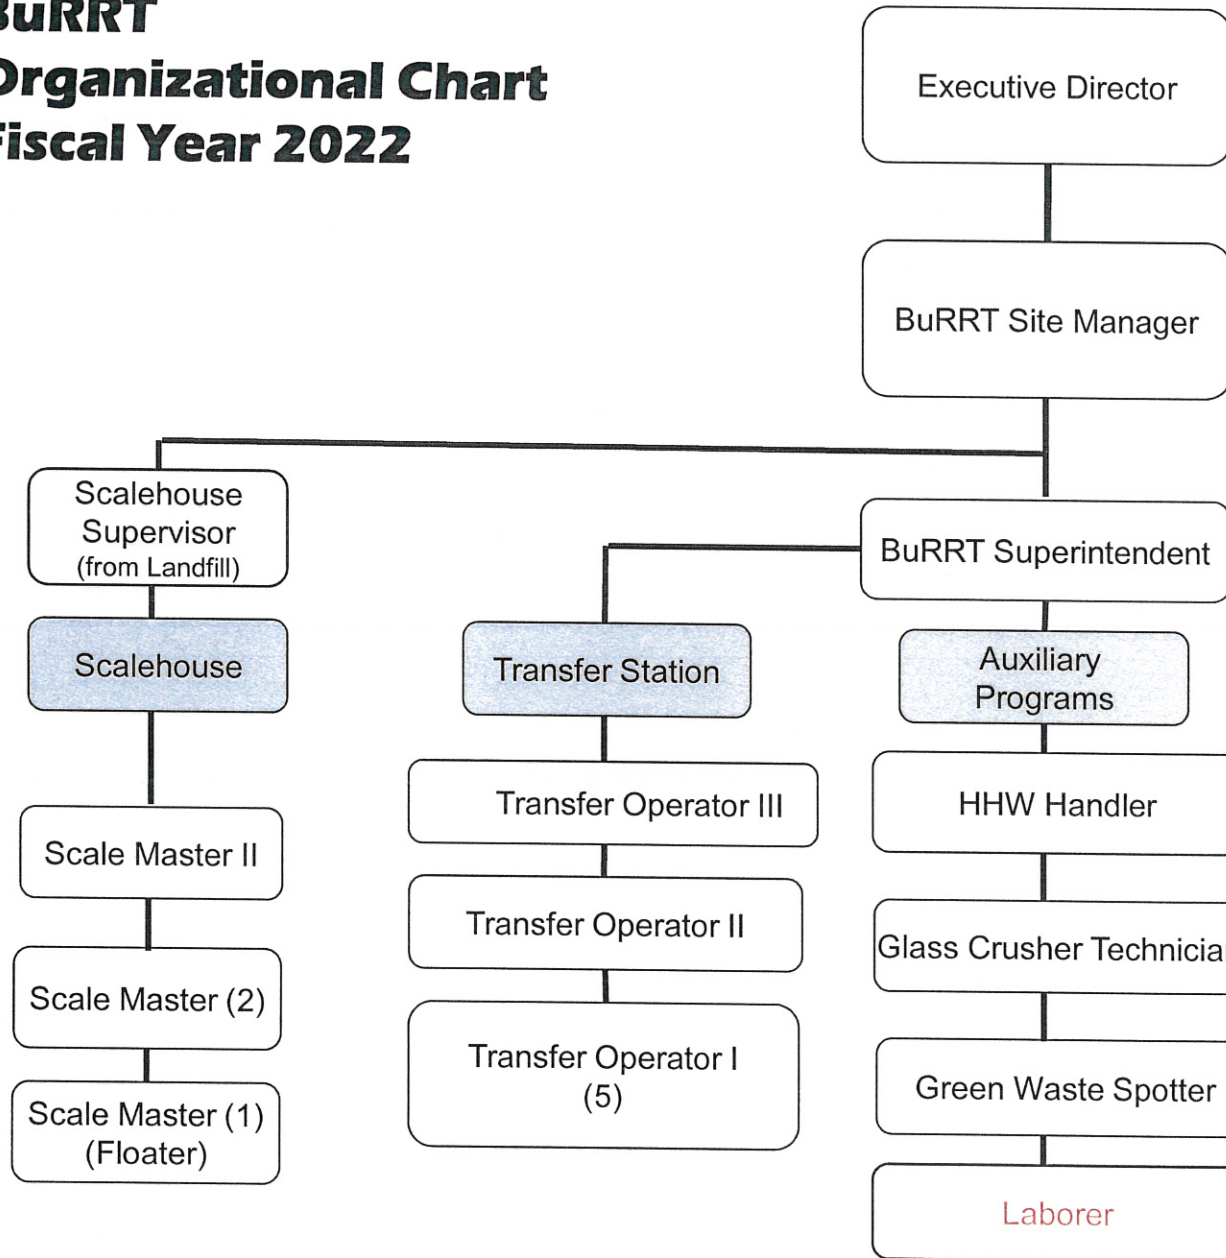 BuRRT
Organizational Chart
Fiscal Year 2022
Executive Director
BuRRT Site Manager
Scalehouse
Supervisor
(from Landfill)
BuRRT Superintendent
Scalehouse
Transfer Station
Auxiliary
Programs
Scale Master II
Scale Master (2)
Scale Master (1)
(Floater)
Transfer Operator III
Transfer Operator II
Transfer Operator I
(5)
HHW Handler
Glass Crusher Technician
Green Waste Spotter
Laborer